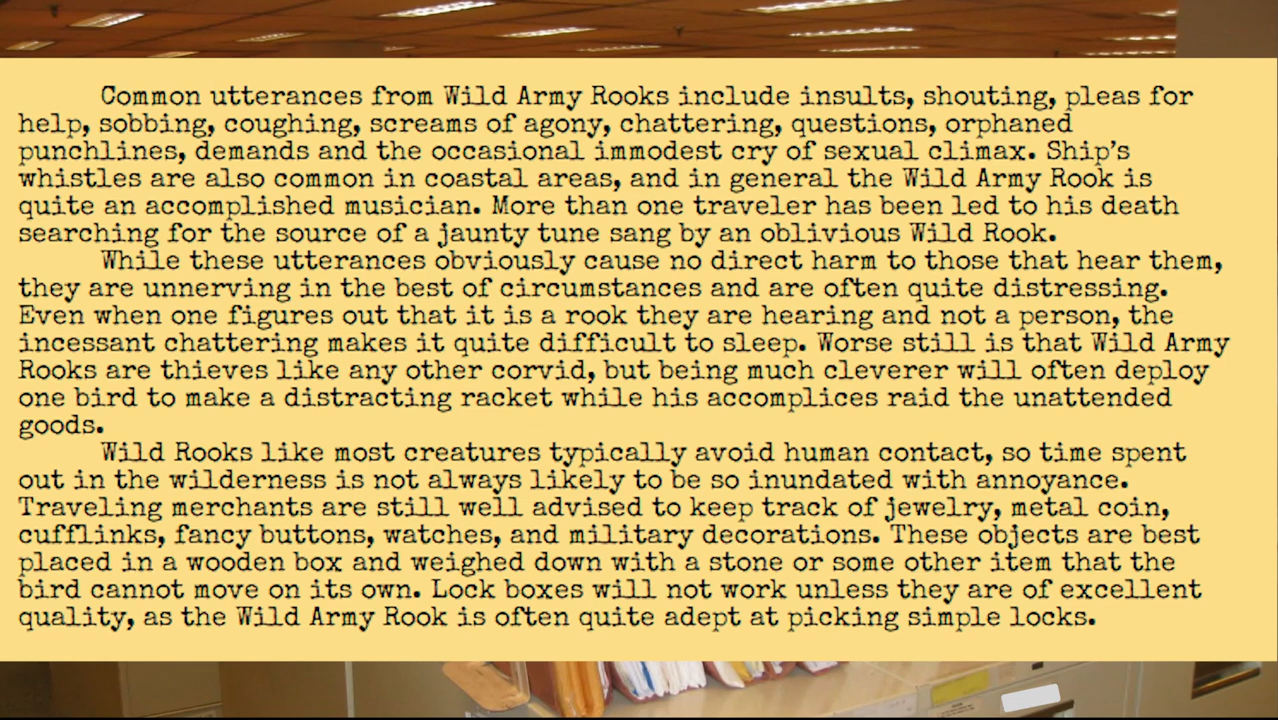 Common utterances from Wild Army Rooks include insults, shouting, pleas for
help, sobbing, coughing, screams of agony, chattering, questions, orphaned
punchlines, demands and the occasional immodest cry of sexual climax. Ship's
whistles are also common in coastal areas, and in general the Wild Army Rook is
quite an accomplished musician. More than one traveler has been led to his death
searching for the source of a jaunty tune sang by an oblivious Wild Rook.
While these utterances obviously cause no direct harm to those that hear them,
they are unnerving in the best of circumstances and are often quite distressing.
Even when one figures out that it is a rook they are hearing and not a person, the
incessant chattering makes it quite difficult to sleep. Worse still is that Wild Army
Rooks are thieves like any other corvid, but being much cleverer will often deploy
one bird to make a distracting racket while his accomplices raid the unattended
goods.
Wild Rooks like most creatures typically avoid human contact, so time spent
out in the wilderness is not always likely to be so inundated with annoyance.
Traveling merchants are still well advised to keep track of jewelry, metal coin,
cufflinks, fancy buttons, watches, and military decorations. These objects are best
placed in a wooden box and weighed down with a stone or some other item that the
bird cannot move on its own. Lock boxes will not work unless they are of excellent
quality, as the Wild Army Rook is often quite adept at picking simple locks.